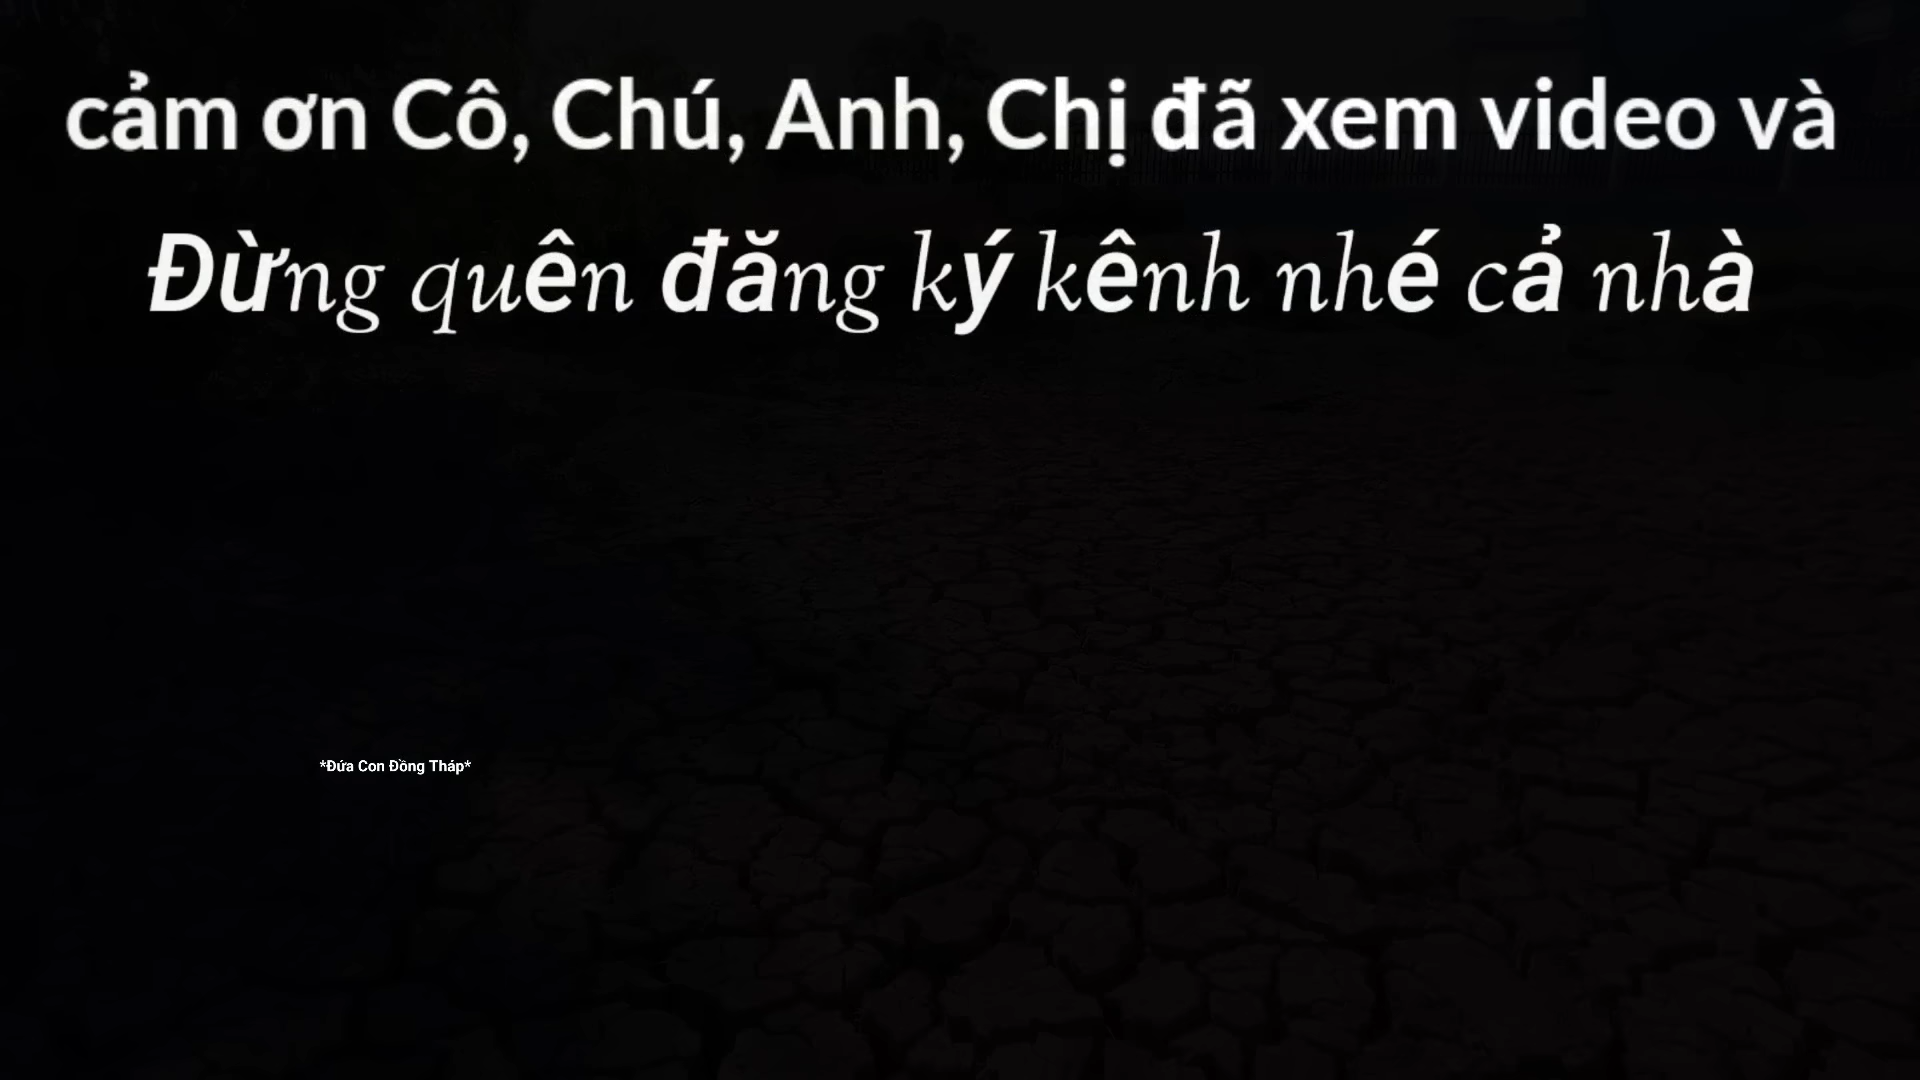 cảm ơn Cô, Chú, Anh, Chị đã xem video và
Đừng quên đăng ký kênh nhé cả nhà
*Đứa Con Đồng Tháp*